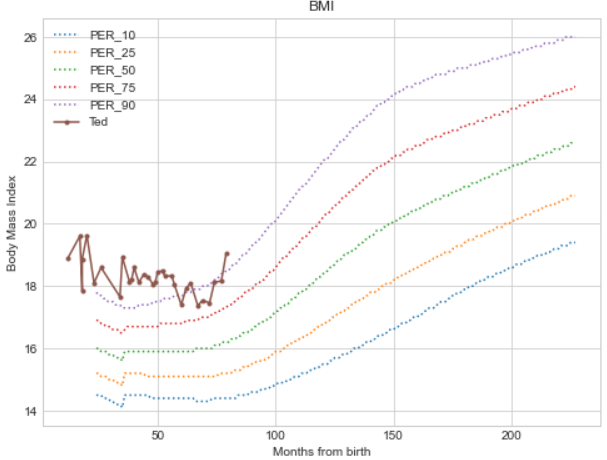 BMI
Body Mass Index
26
24
22
20
18
16
14
PER_10
PER_25
PER_50
PER_75
PER_90
Ted
50
100
150
200
Months from birth